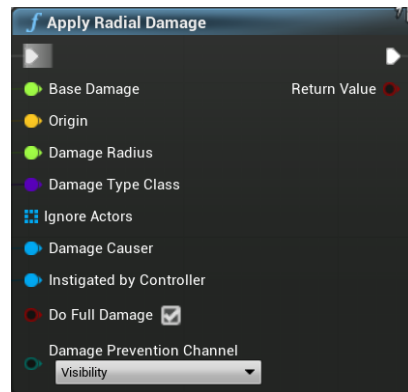 f Apply Radial Damage
Base Damage Return Value
Origin
Damage Radius
Damage Type Class
Ignore Actors
Damage Causer
Instigated by Controller
Do Full Damage
Damage Prevention Channel
Visibility